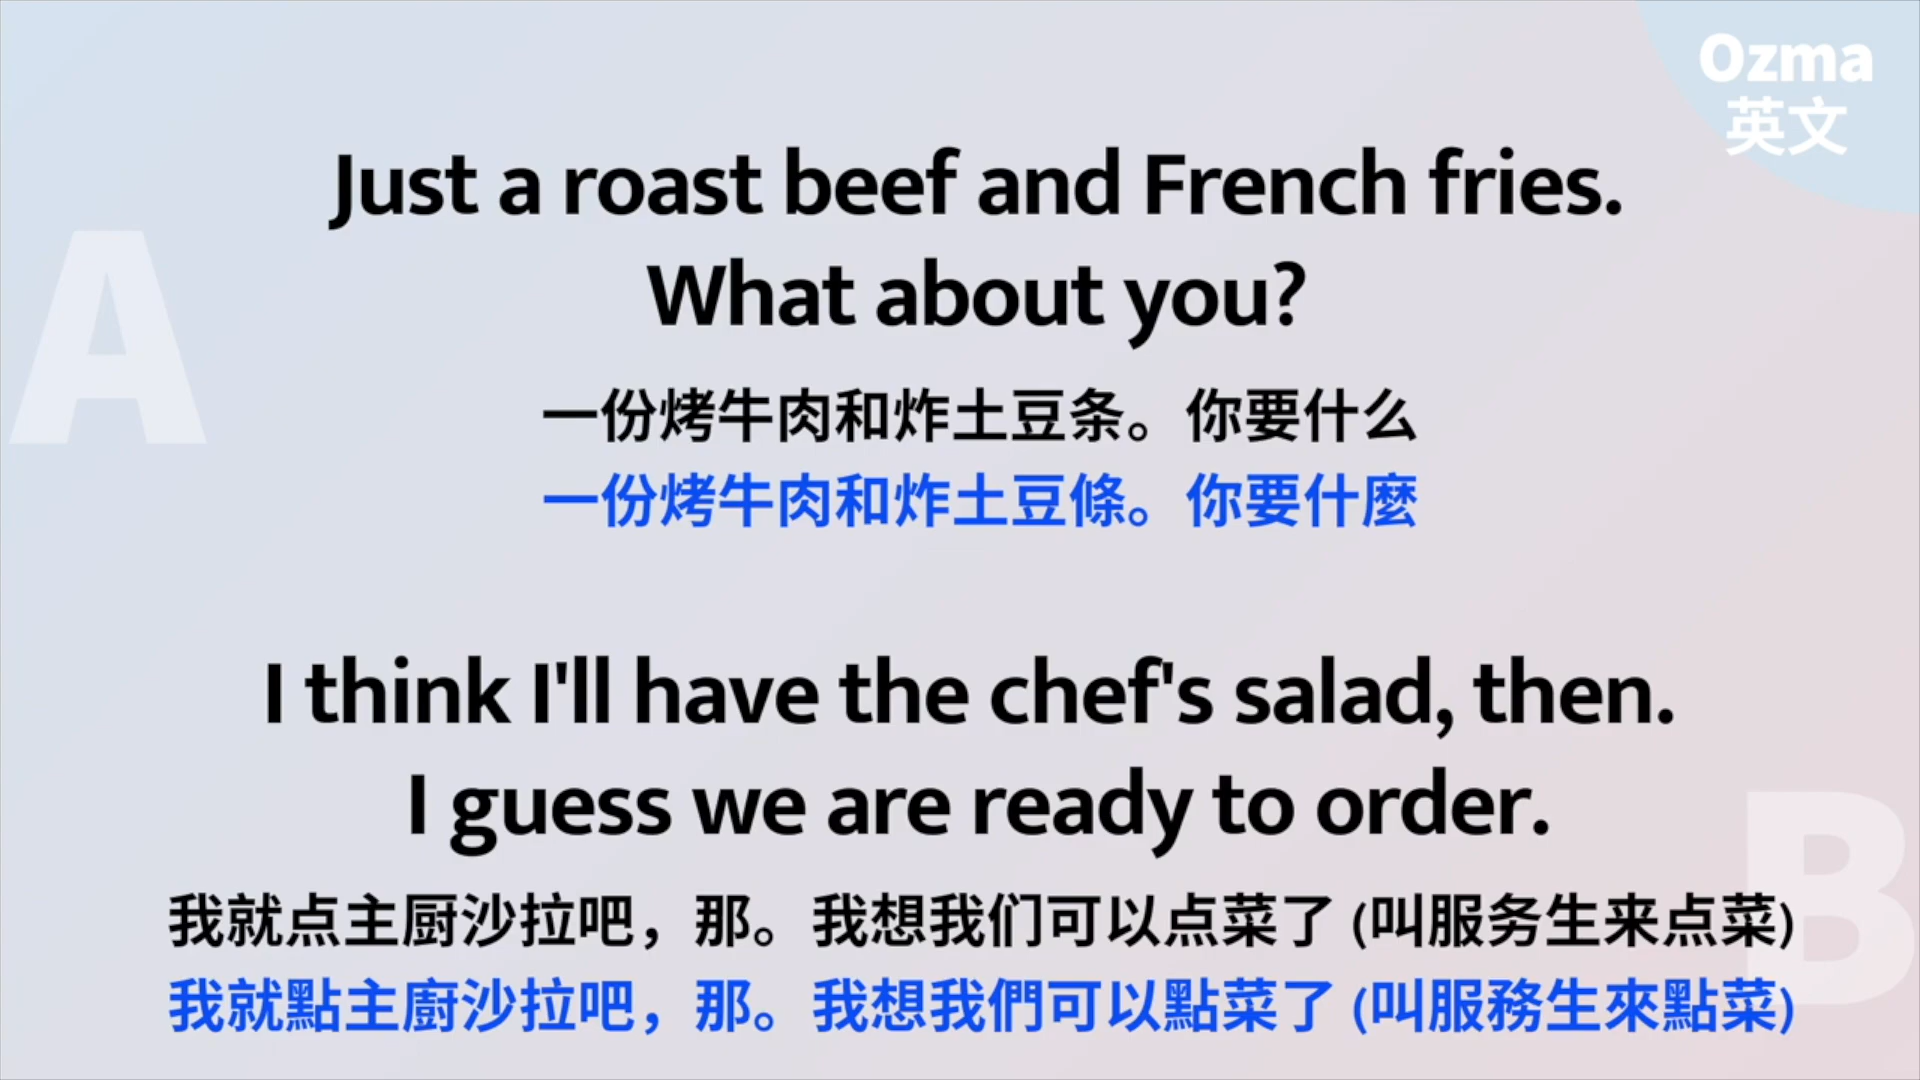 Ozma
英文
A
Just a roast beef and French fries.
What about you?
一份烤牛肉和炸土豆条。你要什么
一份烤牛肉和炸土豆條。你要什麼
I think I'll have the chef's salad, then.
I guess we are ready to order.
B
我就点主厨沙拉吧，那。我想我们可以点菜了 (叫服务生来点菜)
我就點主廚沙拉吧，那。我想我們可以點菜了 (叫服務生來點菜)